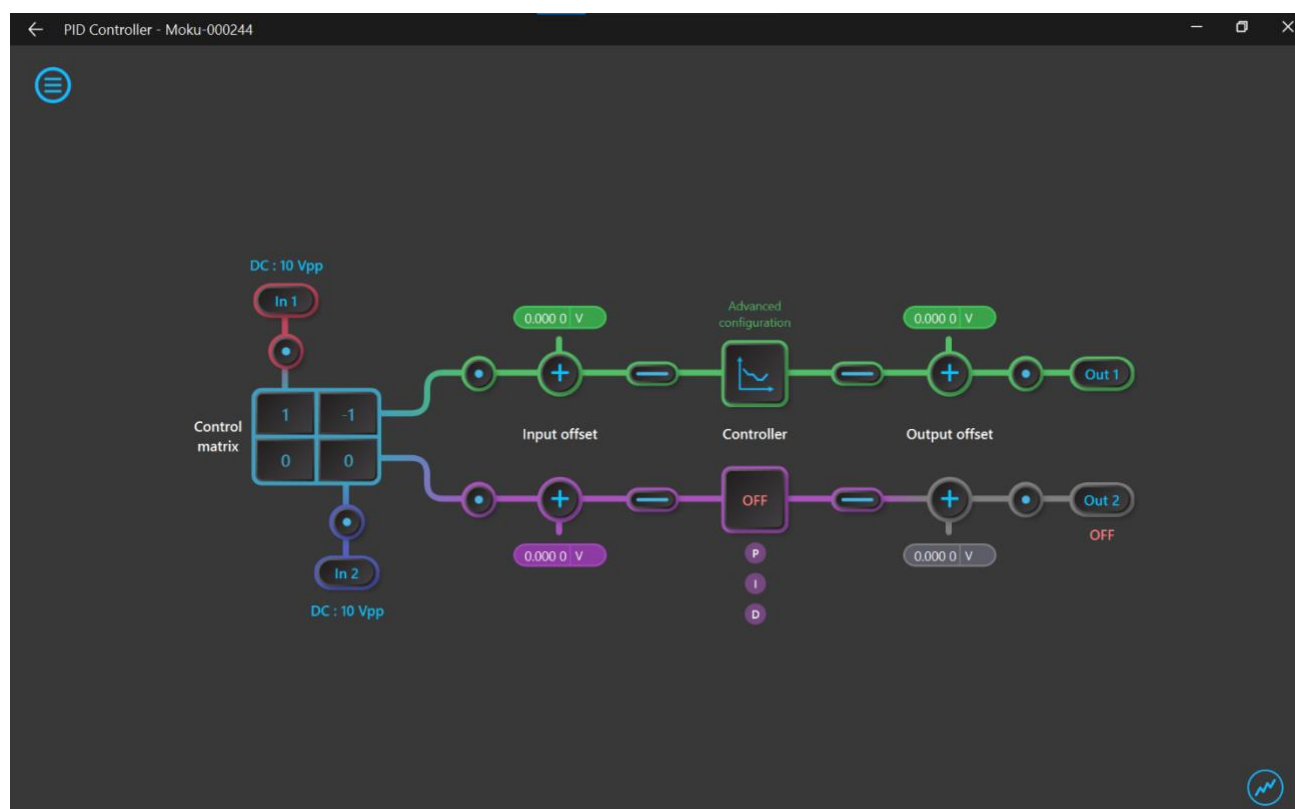 PID Controller - Moku-000244
DC : 10 Vpp
In 1
0.000 0 V
Advanced
configuration
0.000 0 V
Out 1
Control
matrix
1 -1
0 0
Input offset
Controller
Output offset
OFF
Out 2
OFF
In 2
DC : 10 Vpp
0.000 0 V
P
I
D
0.000 0 V